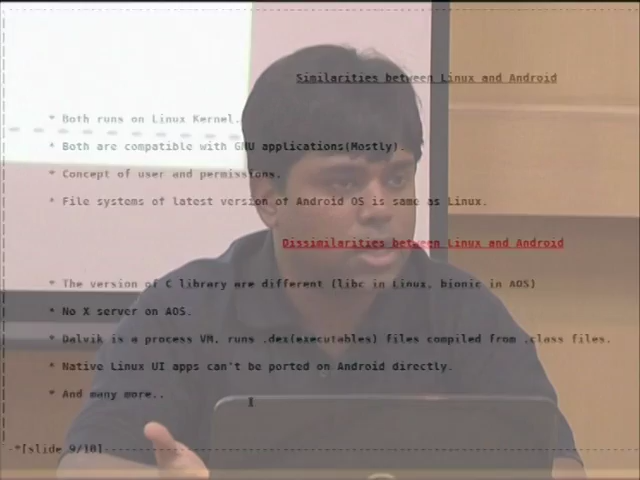 Similarities between Linux and Android
* Both runs on Linux Kernel.
* Both are compatible with GNU applications(Mostly).
* Concept of user and permissions.
* File systems of latest version of Android OS is same as Linux.
Dissimilarities between Linux and Android
* The version of C library are different (libc in Linux, bionic in AOS)
* No X server on AOS.
* Dalvik is a process VM, runs .dex(executables) files compiled from .class files.
* Native Linux UI apps can't be ported on Android directly.
* And many more..
*[slide 9/10]